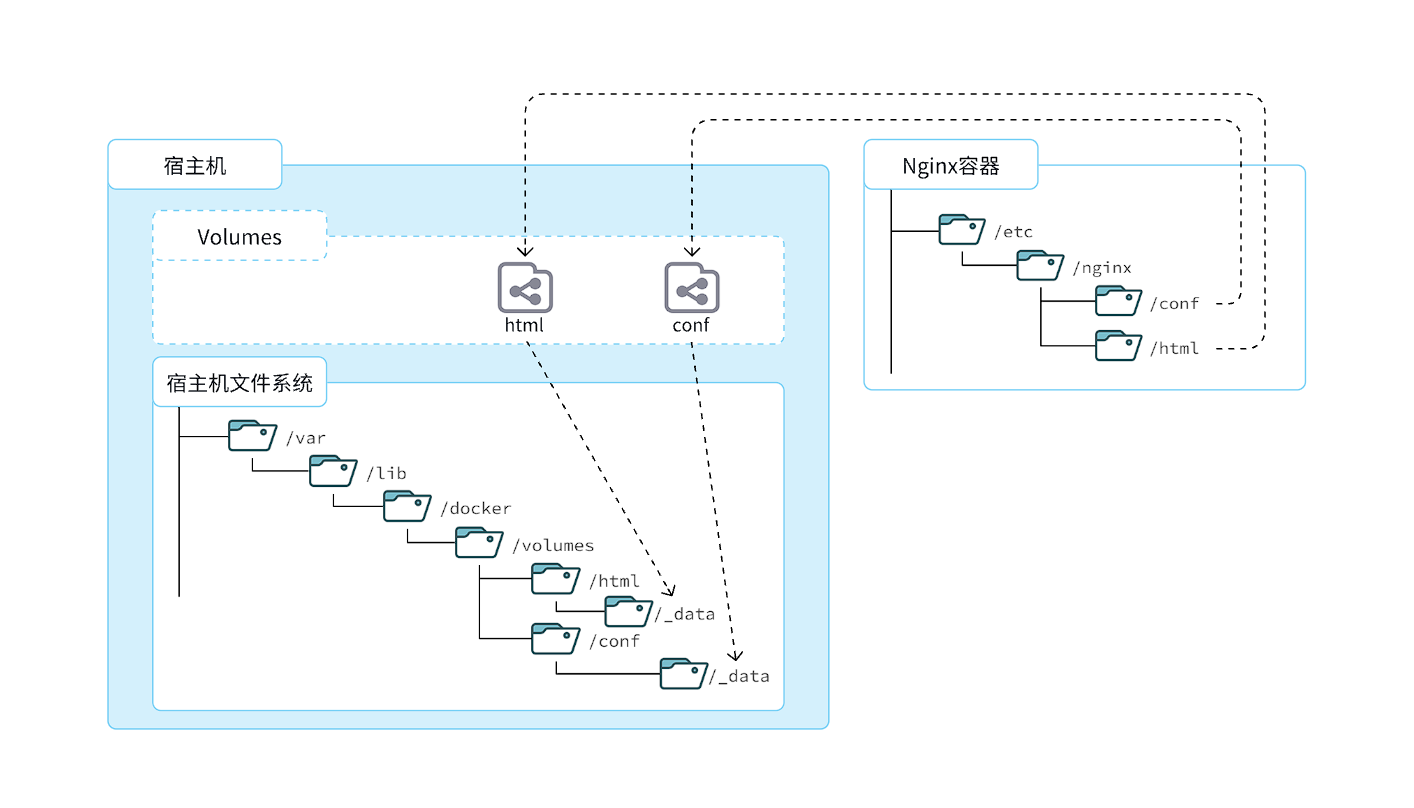 宿主机
Volumes
html
conf
宿主机文件系统
/var
/lib
/docker
/volumes
/html
/_data
/conf
/_data
Nginx容器
/etc
/nginx
/conf
/html